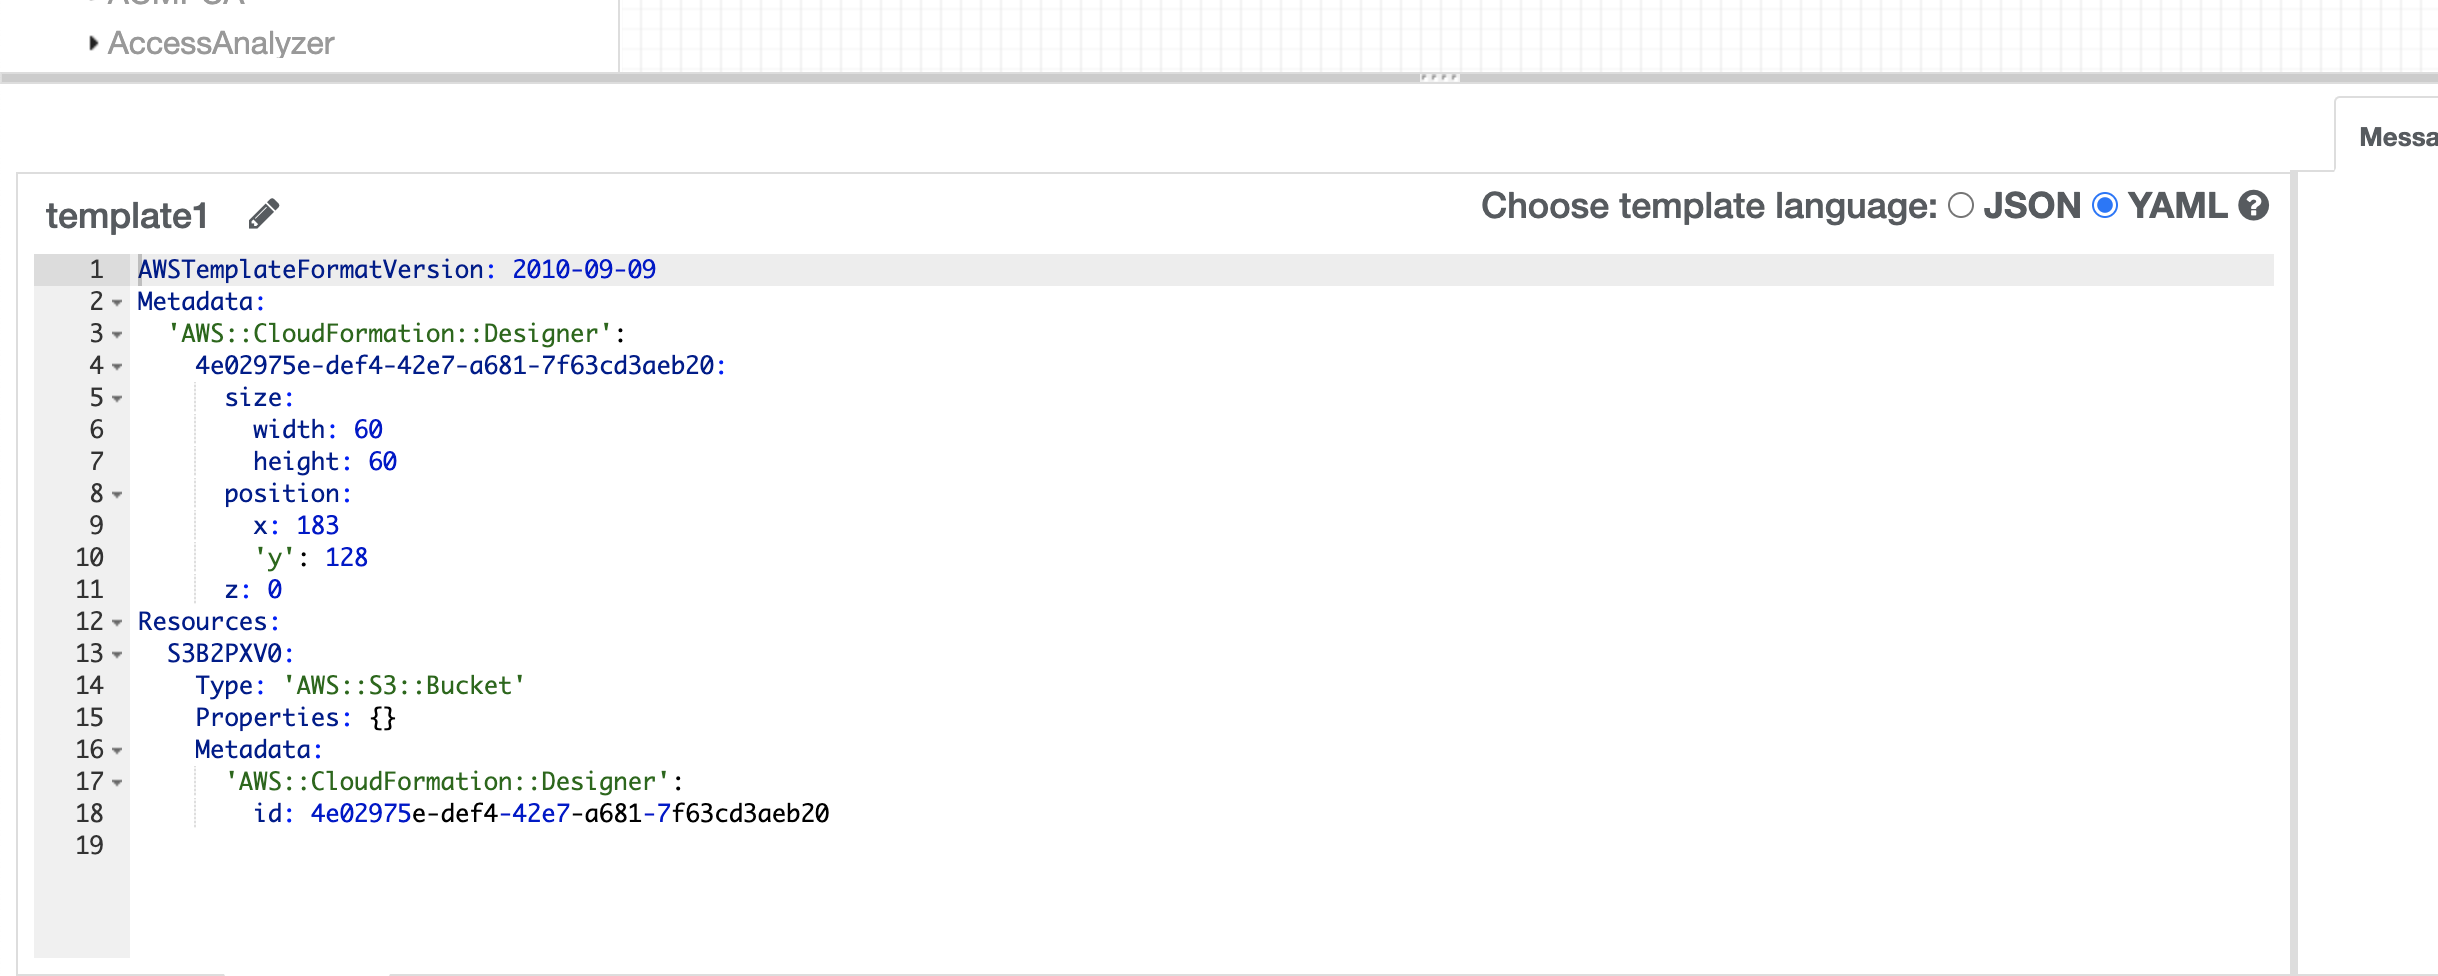 AccessAnalyzer
Messa
template1
Choose template language: JSON YAML ?
1 AWSTemplateFormatVersion: 2010-09-09
2 Metadata:
3 'AWS::CloudFormation::Designer':
4 4e02975e-def4-42e7-a681-7f63cd3aeb20:
5 size:
6 width: 60
7 height: 60
8 position:
9 x: 183
10 'y': 128
11 z: 0
12 Resources:
13 S3B2PXV0:
14 Type: 'AWS::S3::Bucket'
15 Properties: {}
16 Metadata:
17 'AWS::CloudFormation::Designer':
18 id: 4e02975e-def4-42e7-a681-7f63cd3aeb20
19